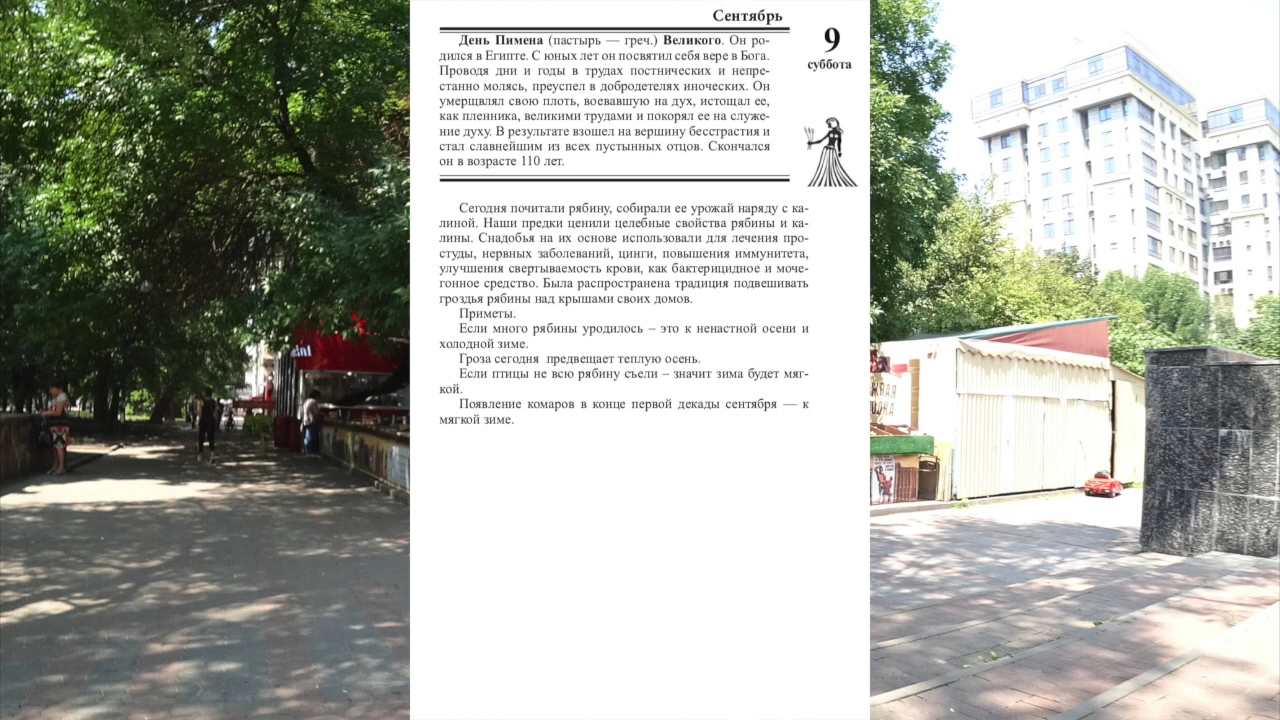 Сентябрь
День Пимена (пастырь — греч.) Великого. Он ро-
дился в Египте. С юных лет он посвятил себя вере в Бога.
Проводя дни и годы в трудах постнических и непре-
станно молясь, преуспел в добродетелях иноческих. Он
умерщвлял свою плоть, воевавшую на дух, истощал ее,
как пленника, великими трудами и покорял ее на служе-
ние духу. В результате взошел на вершину бесстрастия и
стал славнейшим из всех пустынных отцов. Скончался
он в возрасте 110 лет.
9
суббота
Сегодня почитали рябину, собирали ее урожай наряду с ка-
линой. Наши предки ценили целебные свойства рябины и ка-
лины. Снадобья на их основе использовали для лечения про-
студы, нервных заболеваний, цинги, повышения иммунитета,
улучшения свертываемость крови, как бактерицидное и моче-
гонное средство. Была распространена традиция подвешивать
гроздья рябины над крышами своих домов.
Приметы.
Если много рябины уродилось – это к ненастной осени и
холодной зиме.
Гроза сегодня предвещает теплую осень.
Если птицы не всю рябину съели – значит зима будет мяг-
кой.
Появление комаров в конце первой декады сентября — к
мягкой зиме.